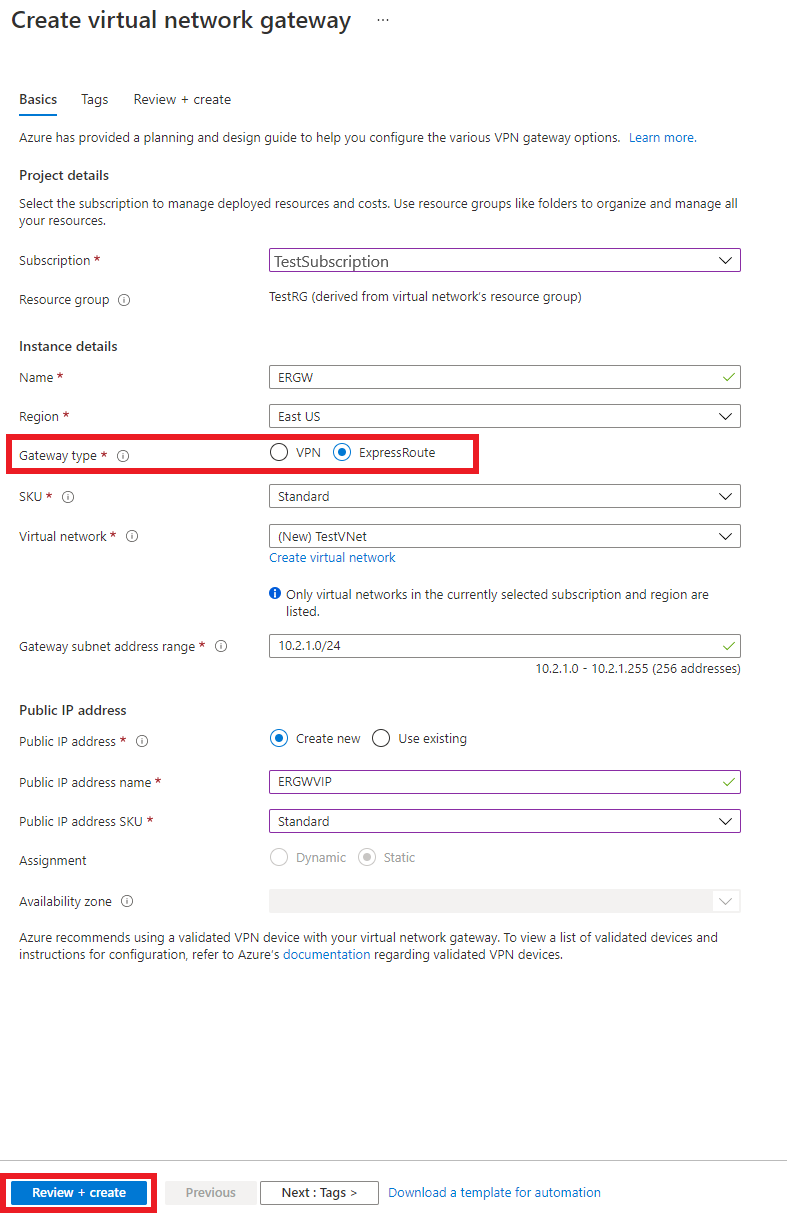 Create virtual network gateway ...
Basics Tags Review + create
Azure has provided a planning and design guide to help you configure the various VPN gateway options. Learn more.
Project details
Select the subscription to manage deployed resources and costs. Use resource groups like folders to organize and manage all
your resources.
Subscription * TestSubscription
Resource group TestRG (derived from virtual network's resource group)
Instance details
Name * ERGW
Region * East US
Gateway type * VPN ExpressRoute
SKU * Standard
Virtual network * (New) TestVNet
Create virtual network
Only virtual networks in the currently selected subscription and region are
listed.
Gateway subnet address range * 10.2.1.0/24
10.2.1.0 - 10.2.1.255 (256 addresses)
Public IP address
Public IP address * Create new Use existing
Public IP address name * ERGWVIP
Public IP address SKU * Standard
Assignment Dynamic Static
Availability zone
Azure recommends using a validated VPN device with your virtual network gateway. To view a list of validated devices and
instructions for configuration, refer to Azure's documentation regarding validated VPN devices.
Review + create Previous Next : Tags > Download a template for automation